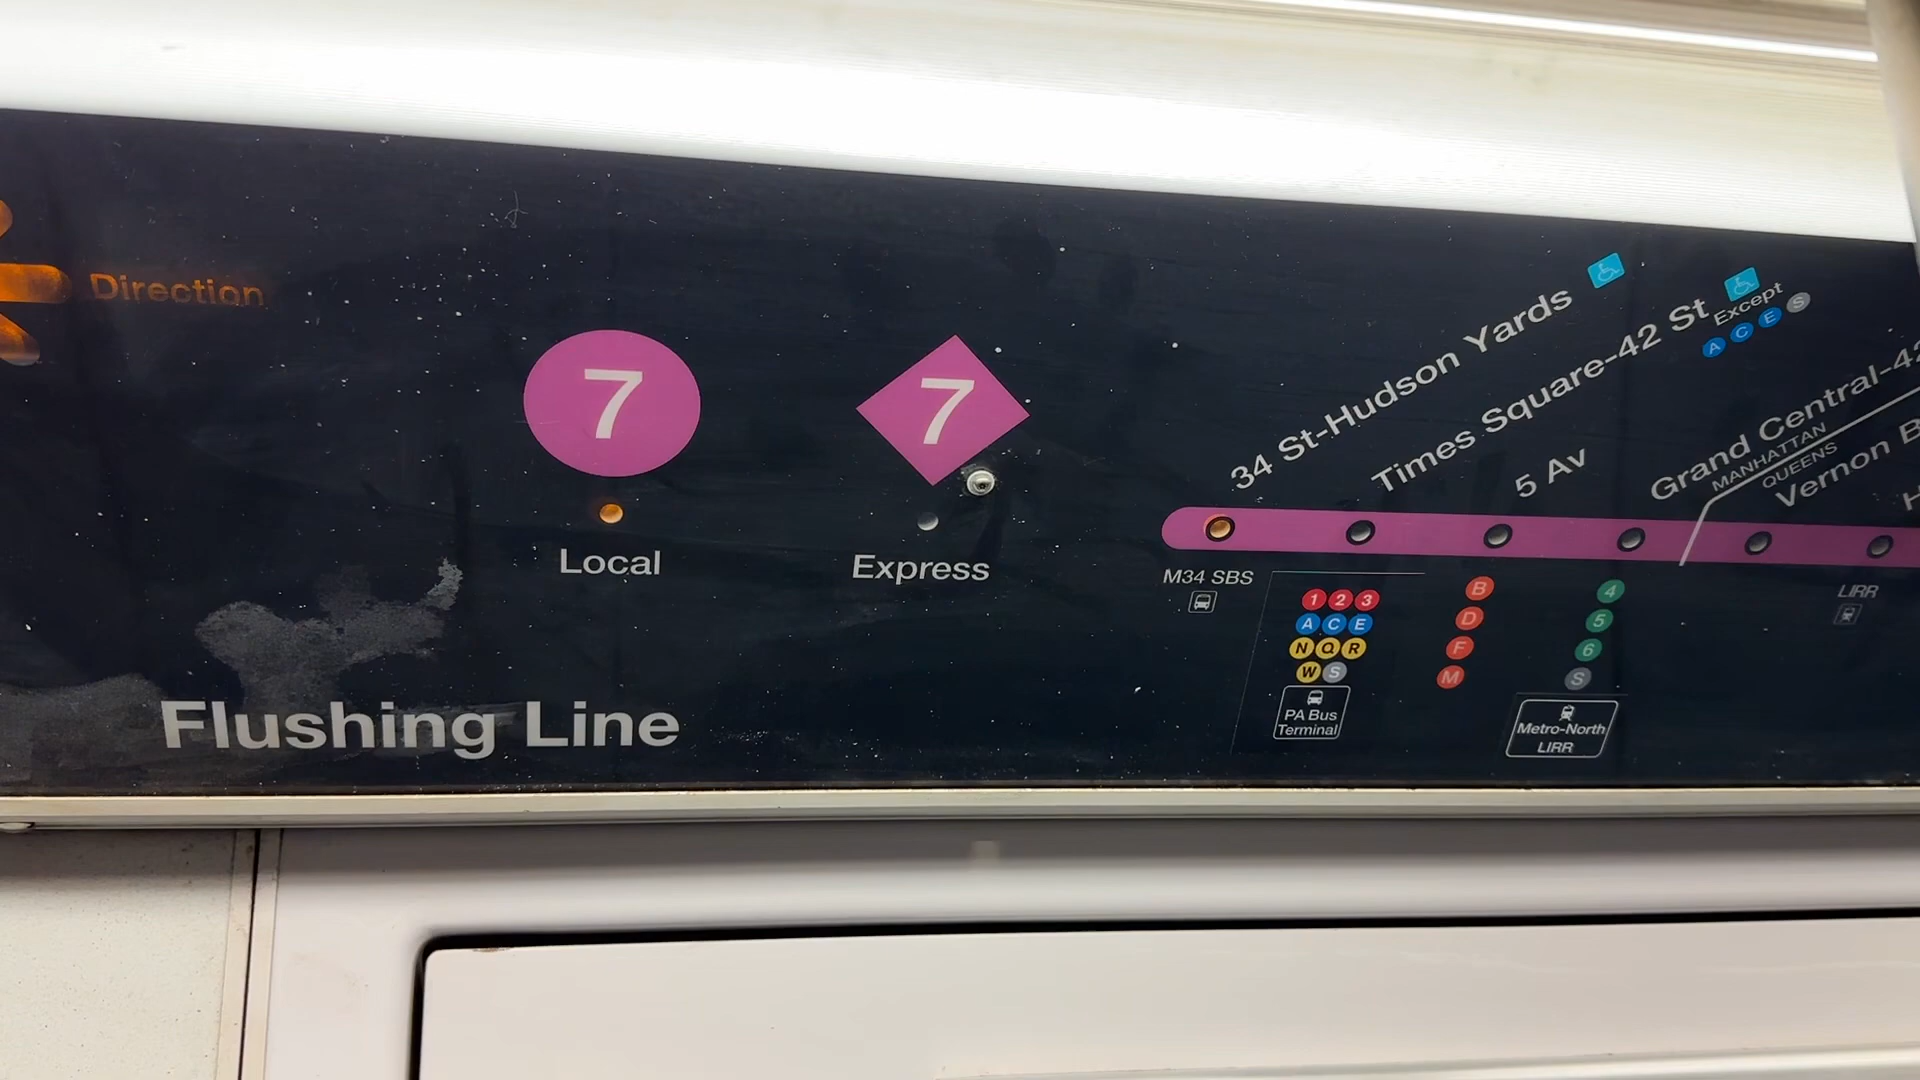 Direction
7
Local
7
Express
Flushing Line
34 St-Hudson Yards
Times Square-42 St
Except
A C E S
5 Av
Grand Central-42
MANHATTAN
QUEENS
Vernon B
H
M34 SBS
1 2 3
A C E
N Q R
W S
PA Bus
Terminal
B
D
F
M
4
5
6
S
Metro-North
LIRR
LIRR